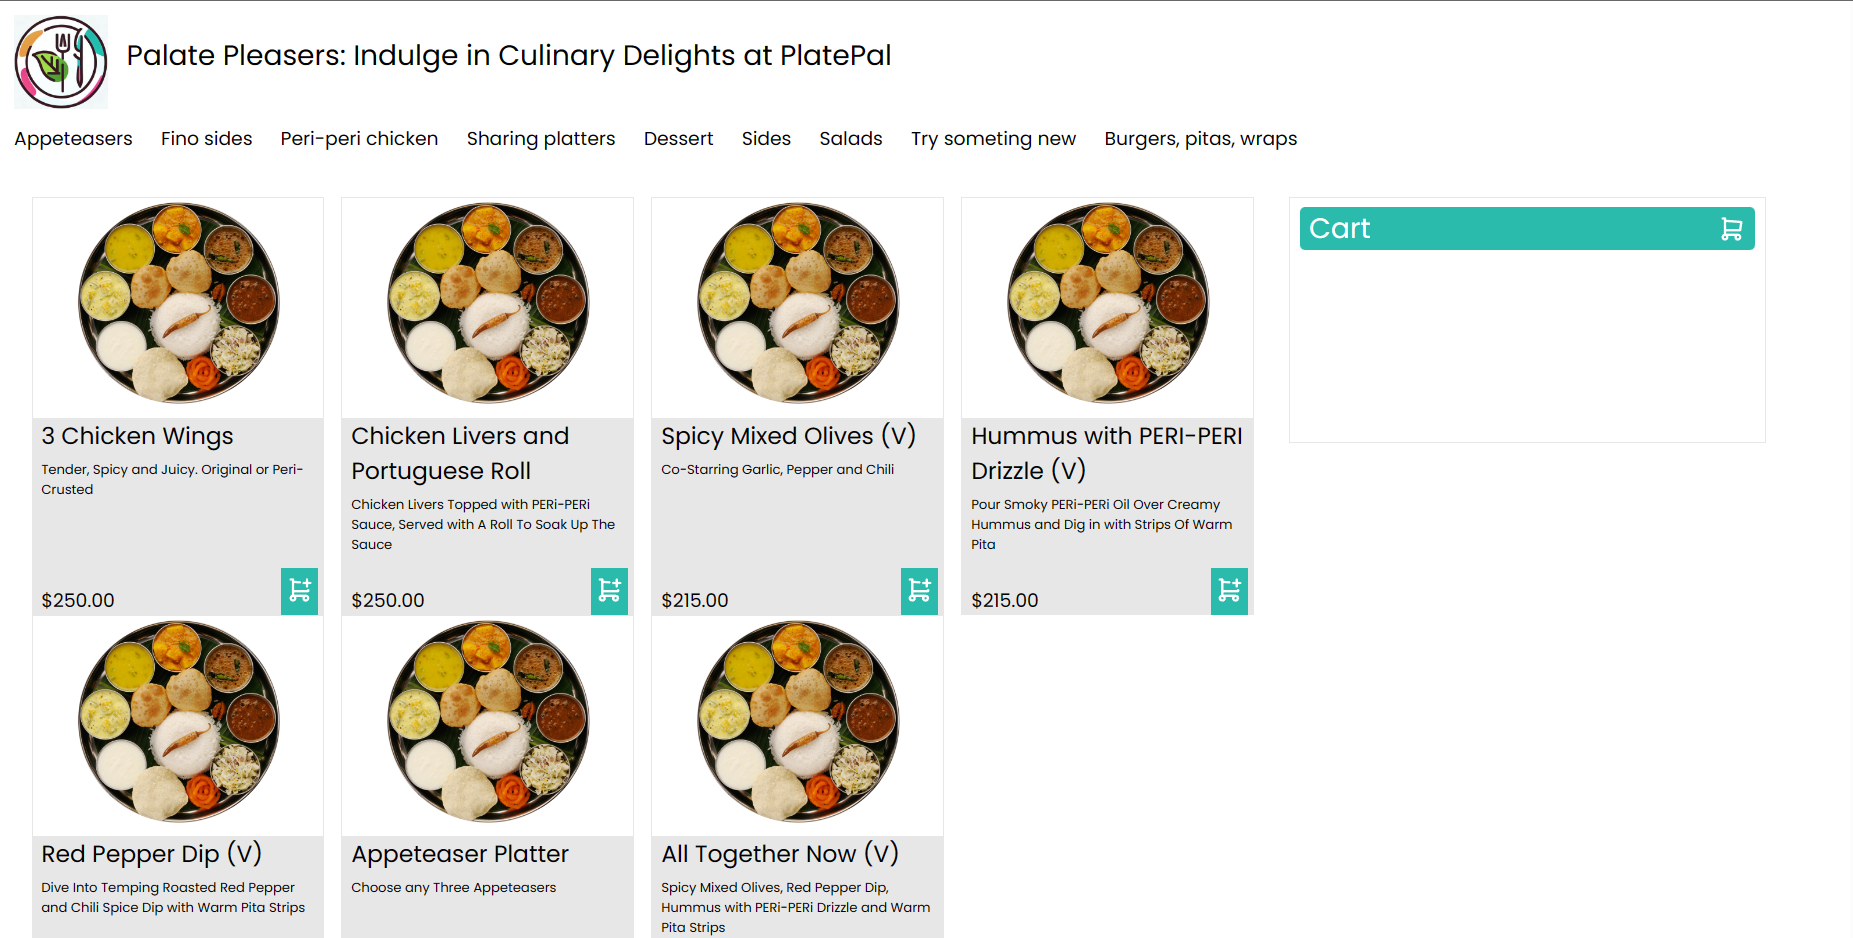 Palate Pleasers: Indulge in Culinary Delights at PlatePal
Appeteasers Fino sides Peri-peri chicken Sharing platters Dessert Sides Salads Try someting new Burgers, pitas, wraps
Cart
3 Chicken Wings
Tender, Spicy and Juicy. Original or Peri-
Crusted
$250.00
Chicken Livers and
Portuguese Roll
Chicken Livers Topped with PERi-PERi
Sauce, Served with A Roll To Soak Up The
Sauce
$250.00
Spicy Mixed Olives (V)
Co-Starring Garlic, Pepper and Chili
$215.00
Hummus with PERI-PERI
Drizzle (V)
Pour Smoky PERi-PERi Oil Over Creamy
Hummus and Dig in with Strips Of Warm
Pita
$215.00
Red Pepper Dip (V)
Dive Into Temping Roasted Red Pepper
and Chili Spice Dip with Warm Pita Strips
Appeteaser Platter
Choose any Three Appeteasers
All Together Now (V)
Spicy Mixed Olives, Red Pepper Dip,
Hummus with PERi-PERi Drizzle and Warm
Pita Strips